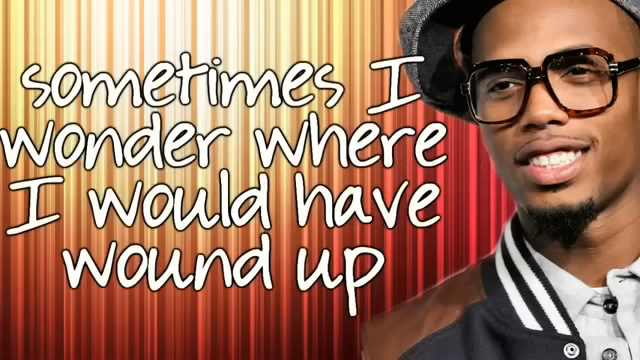 sometimes I
wonder where
I would have
wound up